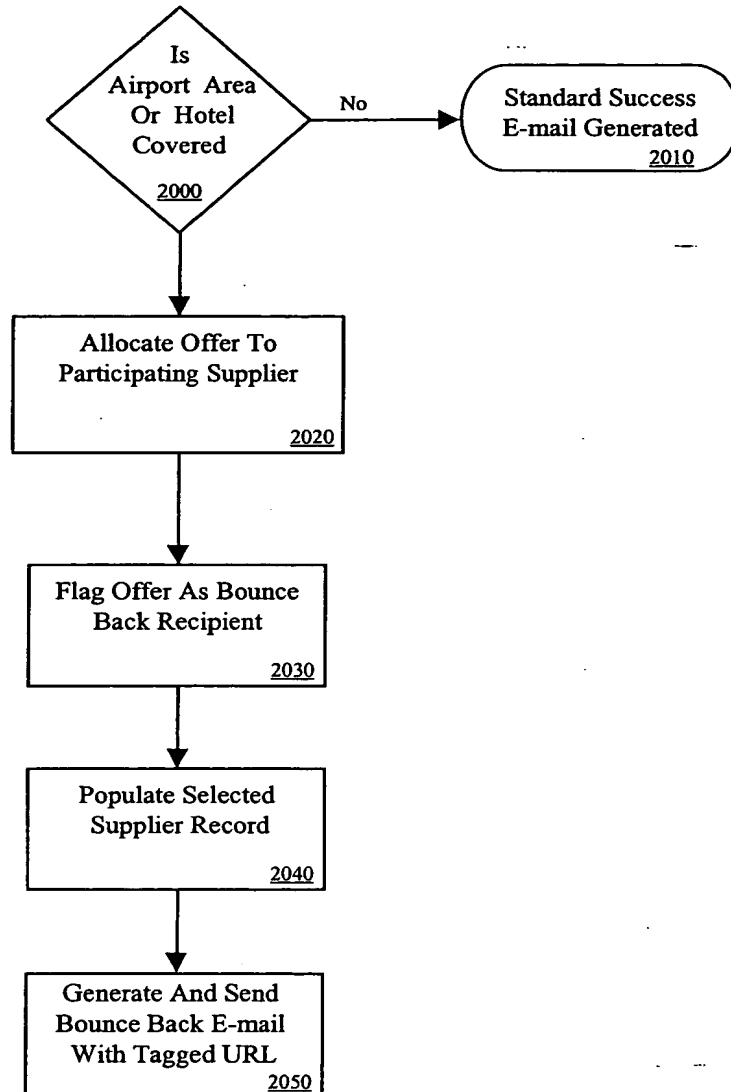 Is
Airport Area
Or Hotel
Covered
2000
No
Standard Success
E-mail Generated
2010
Allocate Offer To
Participating Supplier
2020
Flag Offer As Bounce
Back Recipient
2030
Populate Selected
Supplier Record
2040
Generate And Send
Bounce Back E-mail
With Tagged URL
2050